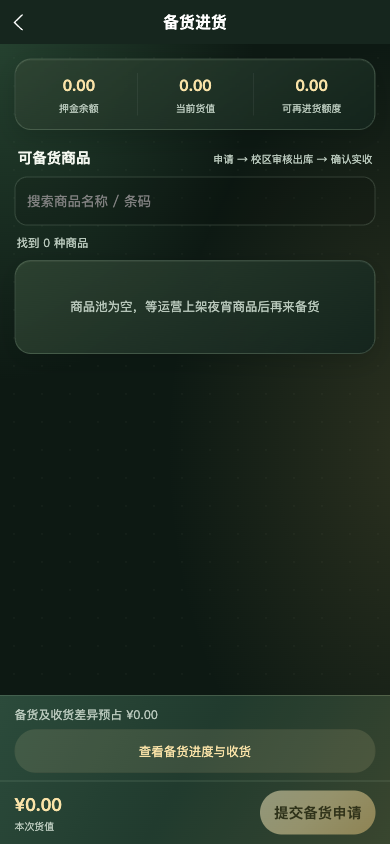 备货进货
0.00
0.00
0.00
押金余额
当前货值
可再进货额度
可备货商品
申请 → 校区审核出库 → 确认实收
搜索商品名称 / 条码
找到 0 种商品
商品池为空，等运营上架夜宵商品后再来备货
备货及收货差异预占 ¥0.00
查看备货进度与收货
¥0.00
本次货值
提交备货申请